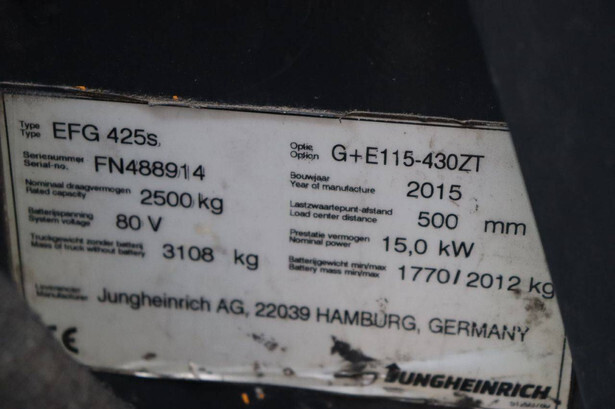 Type
Type EFG 425s
Optie
Option G+E115-430ZT
Serienummer
Serial-no. FN488914
Bouwjaar
Year of manufacture 2015
Nominaal draagvermogen
Rated capacity 2500 kg
Lastzwaartepunt-afstand
Load center distance 500 mm
Batterijspanning
System voltage 80 V
Prestatie vermogen
Nominal power 15,0 kW
Truckgewicht zonder batterij
Mass of truck without battery 3108 kg
Batterijgewicht min/max
Battery mass min/max 1770/2012 kg
Leverancier
Manufacturer Jungheinrich AG, 22039 HAMBURG, GERMANY
CE
JUNGHEINRICH